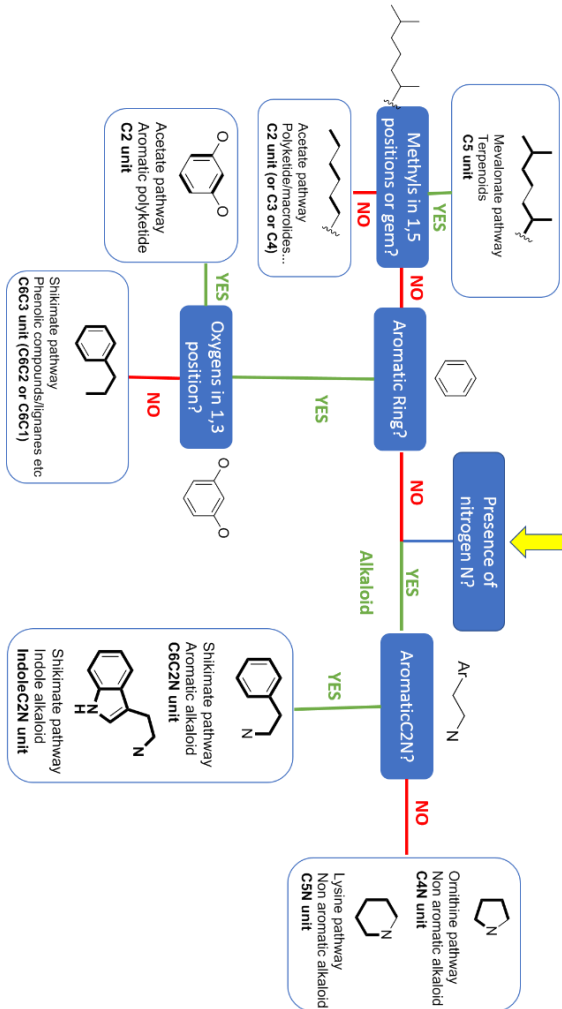 Presence of
nitrogen N?
NO
YES
Alkaloid
Aromatic Ring?
AromaticC2N?
Ar
N
NO
YES
YES
NO
Methyls in 1,5
positions or gem?
YES
NO
Oxygens in 1,3
position?
O
O
YES
NO
Mevalonate pathway
Terpenoids
C5 unit
Acetate pathway
Polyketide/macrolides...
C2 unit (or C3 or C4)
O
O
Acetate pathway
Aromatic polyketide
C2 unit
Shikimate pathway
Phenolic compounds/lignanes etc
C6C3 unit (C6C2 or C6C1)
N
Shikimate pathway
Aromatic alkaloid
C6C2N unit
N
N
H
Shikimate pathway
Indole alkaloid
IndoleC2N unit
N
Ornithine pathway
Non aromatic alkaloid
C4N unit
N
Lysine pathway
Non aromatic alkaloid
C5N unit